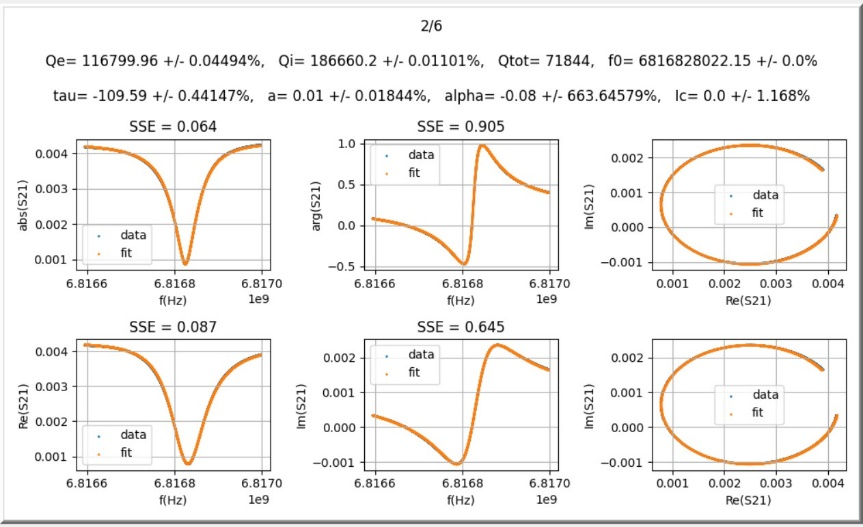 2/6
Qe= 116799.96 +/- 0.04494%, Qi= 186660.2 +/- 0.01101%, Qtot= 71844, f0= 6816828022.15 +/- 0.0%
tau= -109.59 +/- 0.44147%, a= 0.01 +/- 0.01844%, alpha= -0.08 +/- 663.64579%, Ic= 0.0 +/- 1.168%
SSE = 0.064
abs(S21)
0.004
0.003
0.002
0.001
data
fit
6.8166 6.8168 6.8170
f(Hz)
1e9
SSE = 0.905
arg(S21)
1.0
0.5
0.0
−0.5
data
fit
6.8166 6.8168 6.8170
f(Hz)
1e9
Im(S21)
0.002
0.001
0.000
−0.001
data
fit
0.001 0.002 0.003 0.004
Re(S21)
SSE = 0.087
Re(S21)
0.004
0.003
0.002
0.001
data
fit
6.8166 6.8168 6.8170
f(Hz)
1e9
SSE = 0.645
Im(S21)
0.002
0.001
0.000
−0.001
data
fit
6.8166 6.8168 6.8170
f(Hz)
1e9
Im(S21)
0.002
0.001
0.000
−0.001
data
fit
0.001 0.002 0.003 0.004
Re(S21)